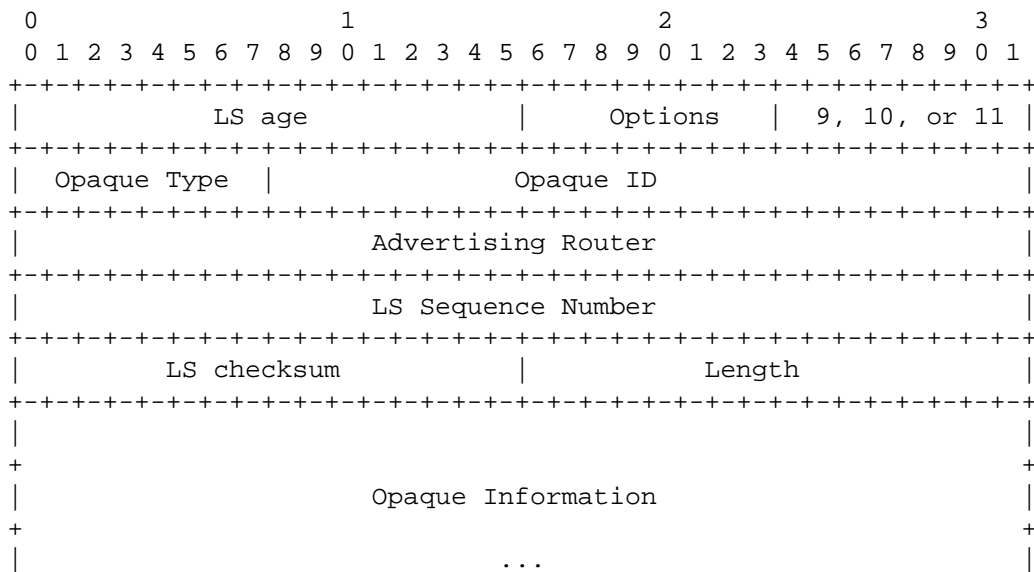 0                   1                   2                   3
 0 1 2 3 4 5 6 7 8 9 0 1 2 3 4 5 6 7 8 9 0 1 2 3 4 5 6 7 8 9 0 1
+-+-+-+-+-+-+-+-+-+-+-+-+-+-+-+-+-+-+-+-+-+-+-+-+-+-+-+-+-+-+-+-+
|            LS age             |     Options   |  9, 10, or 11 |
+-+-+-+-+-+-+-+-+-+-+-+-+-+-+-+-+-+-+-+-+-+-+-+-+-+-+-+-+-+-+-+-+
|  Opaque Type  |               Opaque ID                       |
+-+-+-+-+-+-+-+-+-+-+-+-+-+-+-+-+-+-+-+-+-+-+-+-+-+-+-+-+-+-+-+-+
|                      Advertising Router                       |
+-+-+-+-+-+-+-+-+-+-+-+-+-+-+-+-+-+-+-+-+-+-+-+-+-+-+-+-+-+-+-+-+
|                      LS Sequence Number                       |
+-+-+-+-+-+-+-+-+-+-+-+-+-+-+-+-+-+-+-+-+-+-+-+-+-+-+-+-+-+-+-+-+
|         LS checksum           |           Length              |
+-+-+-+-+-+-+-+-+-+-+-+-+-+-+-+-+-+-+-+-+-+-+-+-+-+-+-+-+-+-+-+-+
|                                                               |
+                                                               +
|                      Opaque Information                       |
+                                                               +
|                              ...                              |